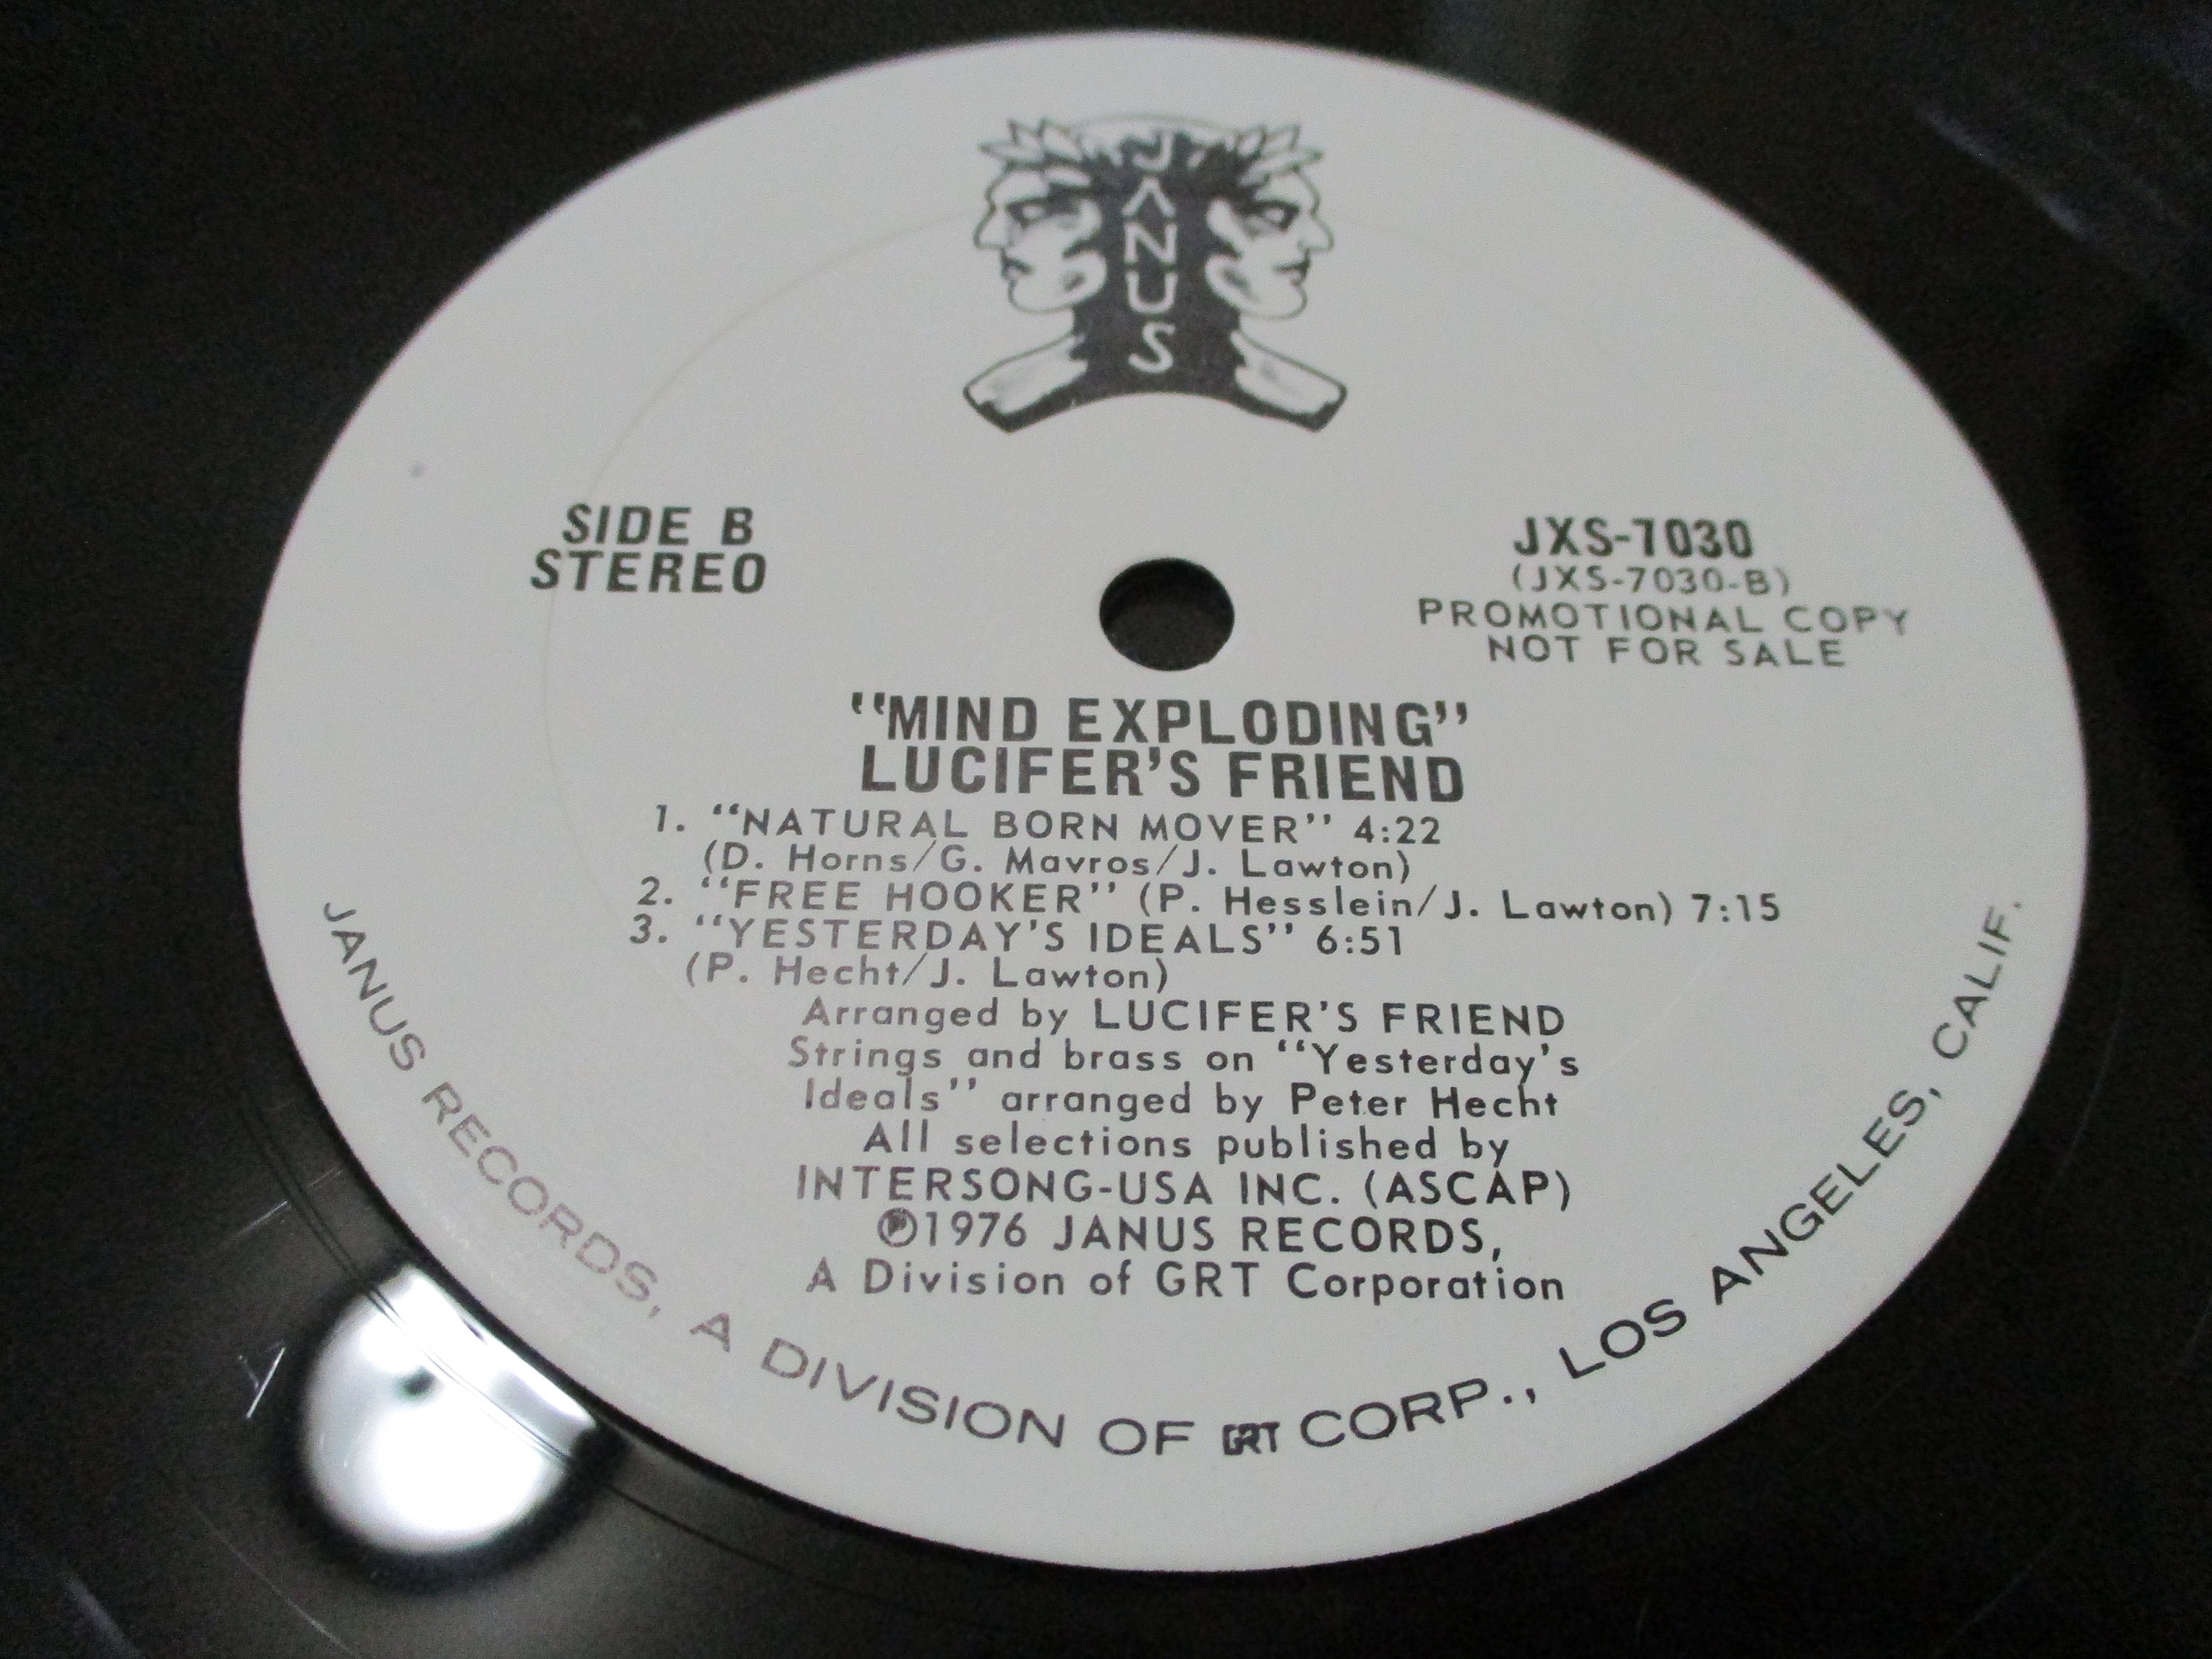 JANUS
SIDE B
STEREO
JXS-7030
(JXS-7030-B)
PROMOTIONAL COPY
NOT FOR SALE
“MIND EXPLODING”
LUCIFER’S FRIEND
1. “NATURAL BORN MOVER” 4:22
(D. Horns/G. Mavros/J. Lawton)
2. “FREE HOOKER” (P. Hesslein/J. Lawton) 7:15
3. “YESTERDAY’S IDEALS” 6:51
(P. Hecht/J. Lawton)
Arranged by LUCIFER’S FRIEND
Strings and brass on “Yesterday’s
Ideals” arranged by Peter Hecht
All selections published by
INTERSONG-USA INC. (ASCAP)
℗1976 JANUS RECORDS,
A Division of GRT Corporation
JANUS RECORDS, A DIVISION OF GRT CORP., LOS ANGELES, CALIF.